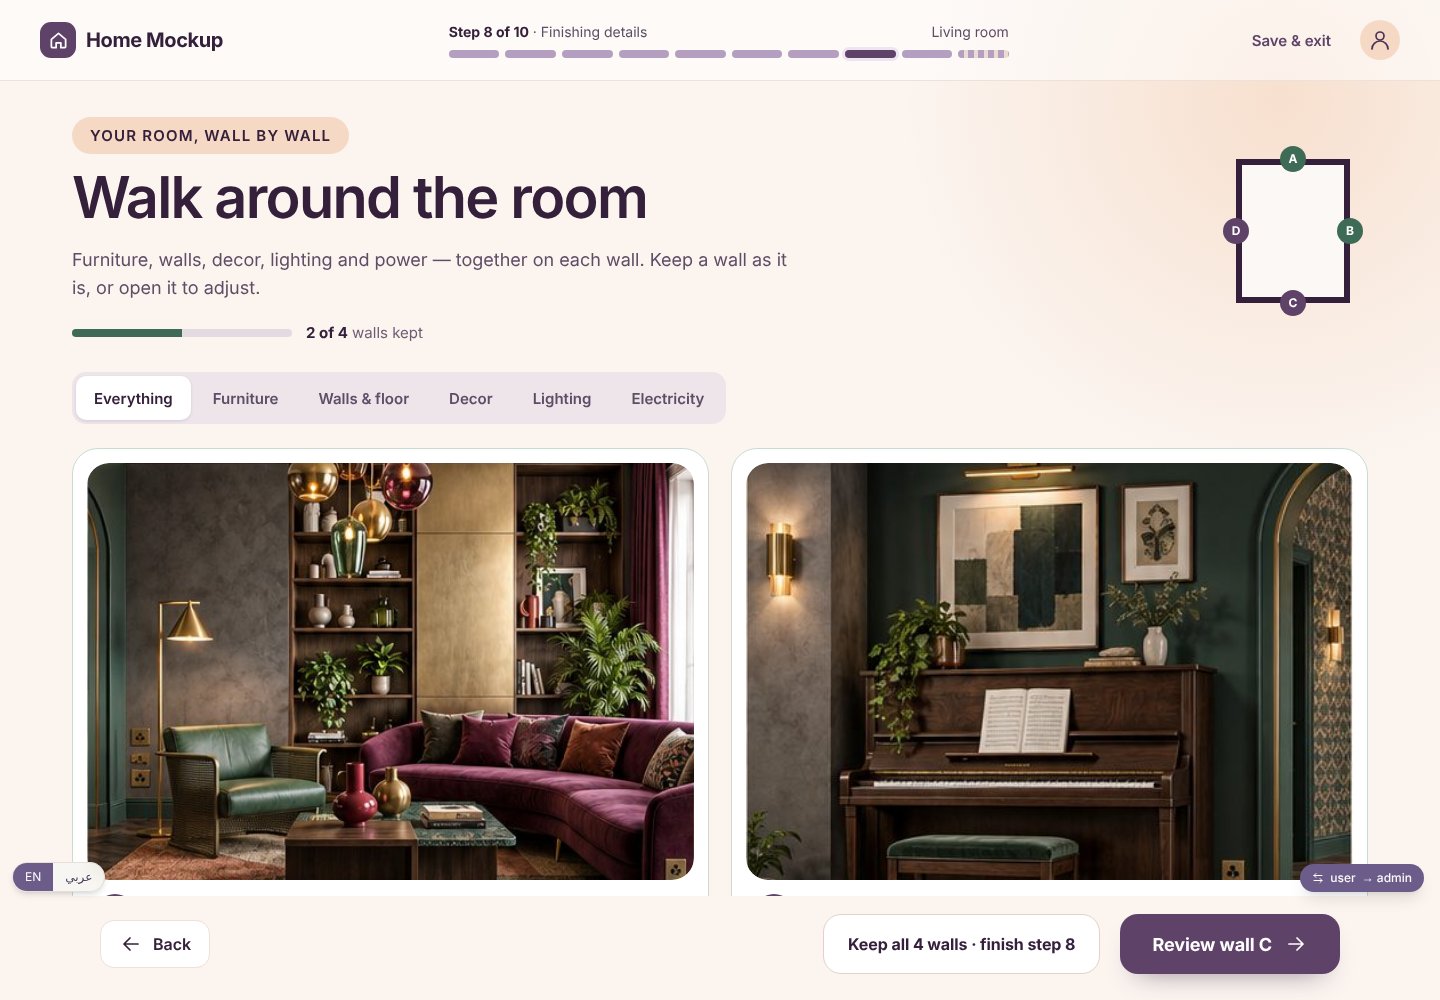 Home Mockup
Step 8 of 10 · Finishing details
Living room
Save & exit
YOUR ROOM, WALL BY WALL
Walk around the room
Furniture, walls, decor, lighting and power — together on each wall. Keep a wall as it
is, or open it to adjust.
2 of 4 walls kept
A
D
B
C
Everything
Furniture
Walls & floor
Decor
Lighting
Electricity
EN
عربي
user → admin
Back
Keep all 4 walls · finish step 8
Review wall C